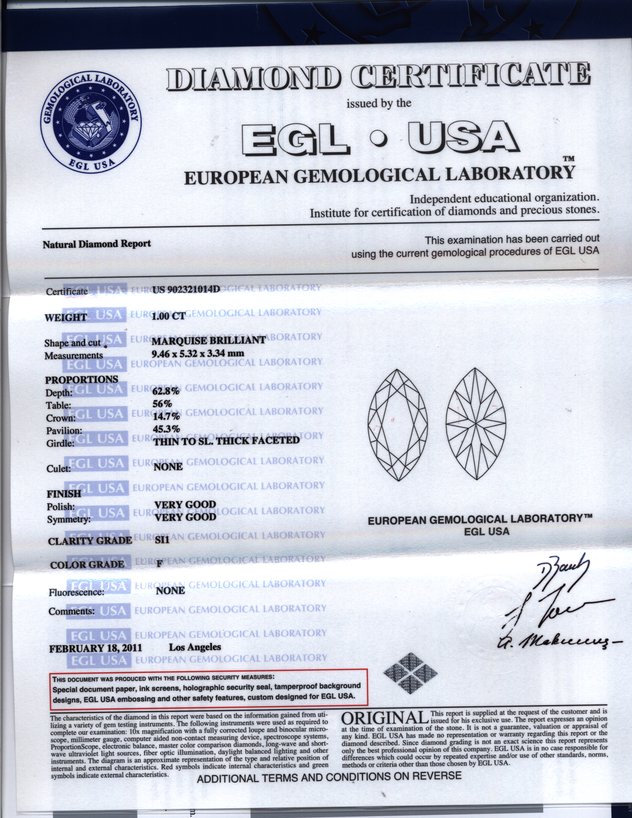 GEMOLOGICAL LABORATORY
EGL USA
DIAMOND CERTIFICATE
issued by the
EGL • USA
EUROPEAN GEMOLOGICAL LABORATORY™
Independent educational organization.
Institute for certification of diamonds and precious stones.
Natural Diamond Report
This examination has been carried out
using the current gemological procedures of EGL USA
Certificate US 902321014D
WEIGHT 1.00 CT
Shape and cut MARQUISE BRILLIANT
Measurements 9.46 x 5.32 x 3.34 mm
PROPORTIONS
Depth: 62.8%
Table: 56%
Crown: 14.7%
Pavilion: 45.3%
Girdle: THIN TO SL. THICK FACETED
Culet: NONE
FINISH
Polish: VERY GOOD
Symmetry: VERY GOOD
CLARITY GRADE SI1
COLOR GRADE F
Fluorescence: NONE
Comments:
FEBRUARY 18, 2011 Los Angeles
EUROPEAN GEMOLOGICAL LABORATORY™
EGL USA
THIS DOCUMENT WAS PRODUCED WITH THE FOLLOWING SECURITY MEASURES:
Special document paper, ink screens, holographic security seal, tamperproof background
designs, EGL USA embossing and other safety features, custom designed for EGL USA.
The characteristics of the diamond in this report were based on the information gained from uti-
lizing a variety of gem testing instruments. The following instruments were used as required to
complete our examination: 10x magnification with a fully corrected loupe and binocular micro-
scope, millimeter gauge, computer aided non-contact measuring device, spectroscope systems,
ProportionScope, electronic balance, master color comparison diamonds, long-wave and short-
wave ultraviolet light sources, fiber optic illumination, daylight balanced lighting and other
instruments. The diagram is an approximate representation of the type and relative position of
internal and external characteristics. Red symbols indicate internal characteristics and green
symbols indicate external characteristics.
ORIGINAL This report is supplied at the request of the customer and is
issued for his exclusive use. The report expresses an opinion
at the time of examination of the stone. It is not a guarantee, valuation or appraisal of
any kind. EGL USA has made no representation or warranty regarding this report or the
diamond described. Since diamond grading is not an exact science this report represents
only the best professional opinion of this company. EGL USA is in no case responsible for
differences which could occur by repeated expertise and/or use of other standards, norms,
methods or criteria other than those chosen by EGL USA.
ADDITIONAL TERMS AND CONDITIONS ON REVERSE